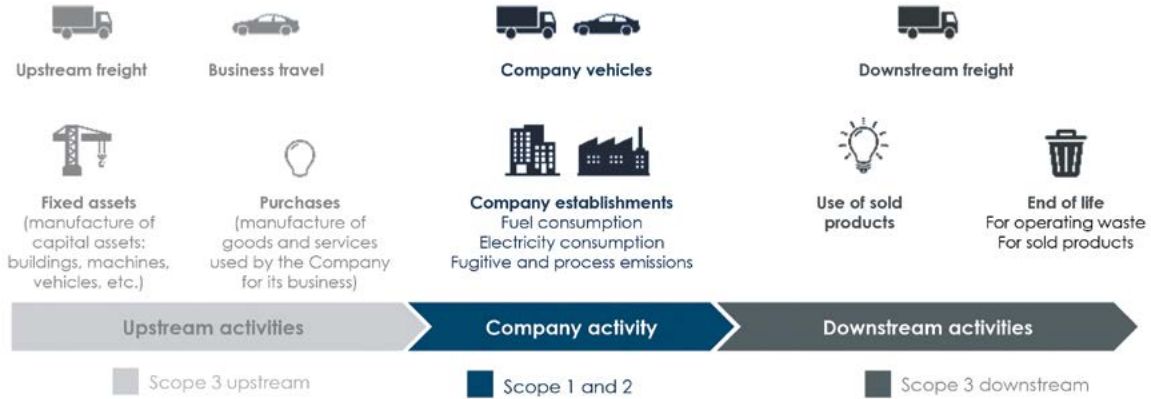 Upstream freight
Business travel
Company vehicles
Downstream freight
Fixed assets
(manufacture of
capital assets:
buildings, machines,
vehicles, etc.)
Purchases
(manufacture of
goods and services
used by the Company
for its business)
Company establishments
Fuel consumption
Electricity consumption
Fugitive and process emissions
Use of sold
products
End of life
For operating waste
For sold products
Upstream activities
Company activity
Downstream activities
Scope 3 upstream
Scope 1 and 2
Scope 3 downstream